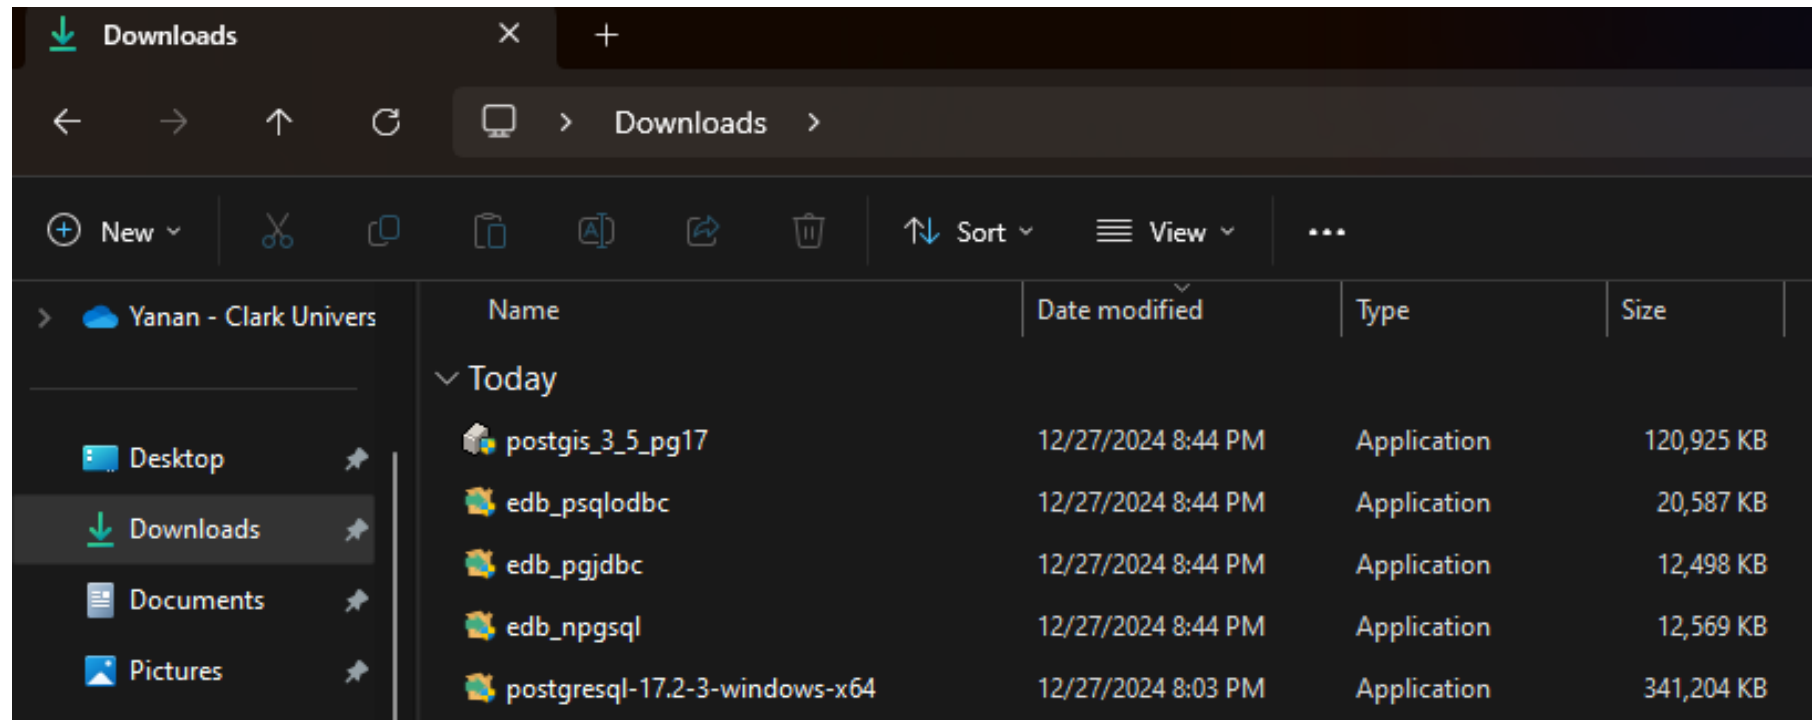 Downloads
Downloads
New
Sort
View
Name
Date modified
Type
Size
Yanan - Clark Univers
Today
postgis_3_5_pg17 12/27/2024 8:44 PM Application 120,925 KB
Desktop
edb_psqlodbc 12/27/2024 8:44 PM Application 20,587 KB
Downloads
edb_pgjdbc 12/27/2024 8:44 PM Application 12,498 KB
Documents
edb_npgsql 12/27/2024 8:44 PM Application 12,569 KB
Pictures
postgresql-17.2-3-windows-x64 12/27/2024 8:03 PM Application 341,204 KB